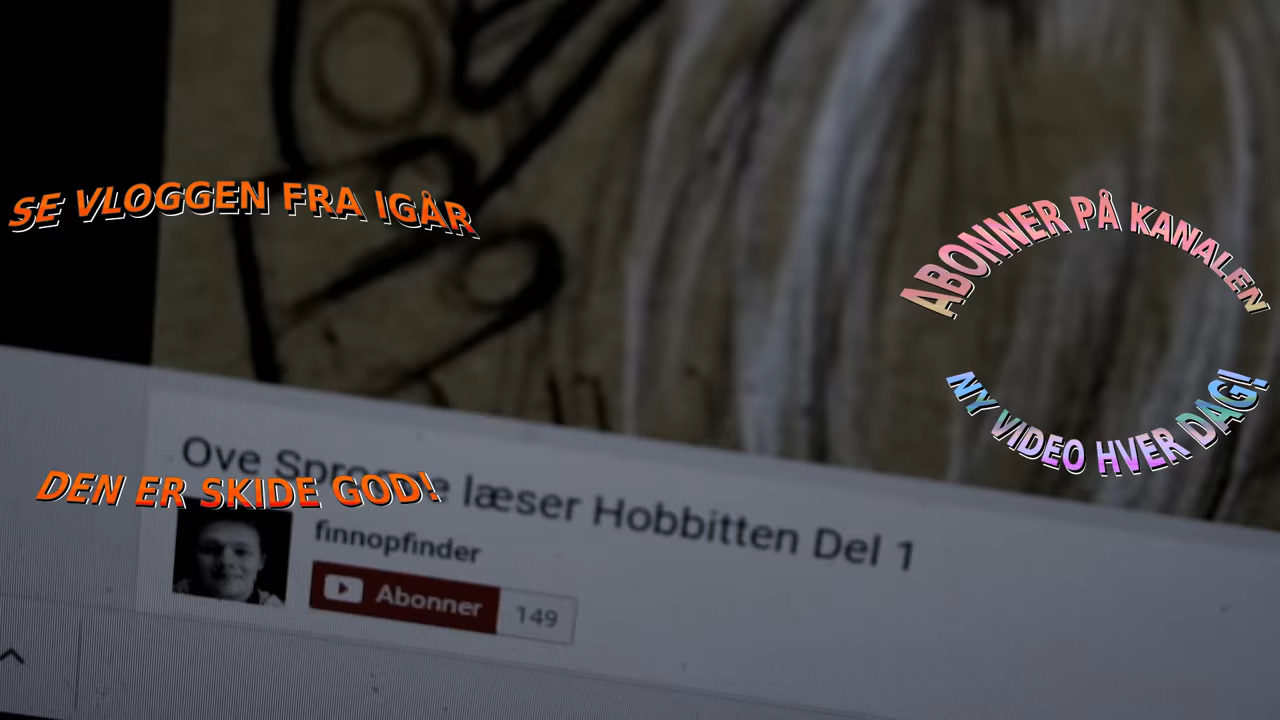 SE VLOGGEN FRA IGÅR
ABONNER PÅ KANALEN
NY VIDEO HVER DAG!
DEN ER SKIDE GOD!
Ove læser Hobbitten Del 1
finnopfinder
Abonner 149